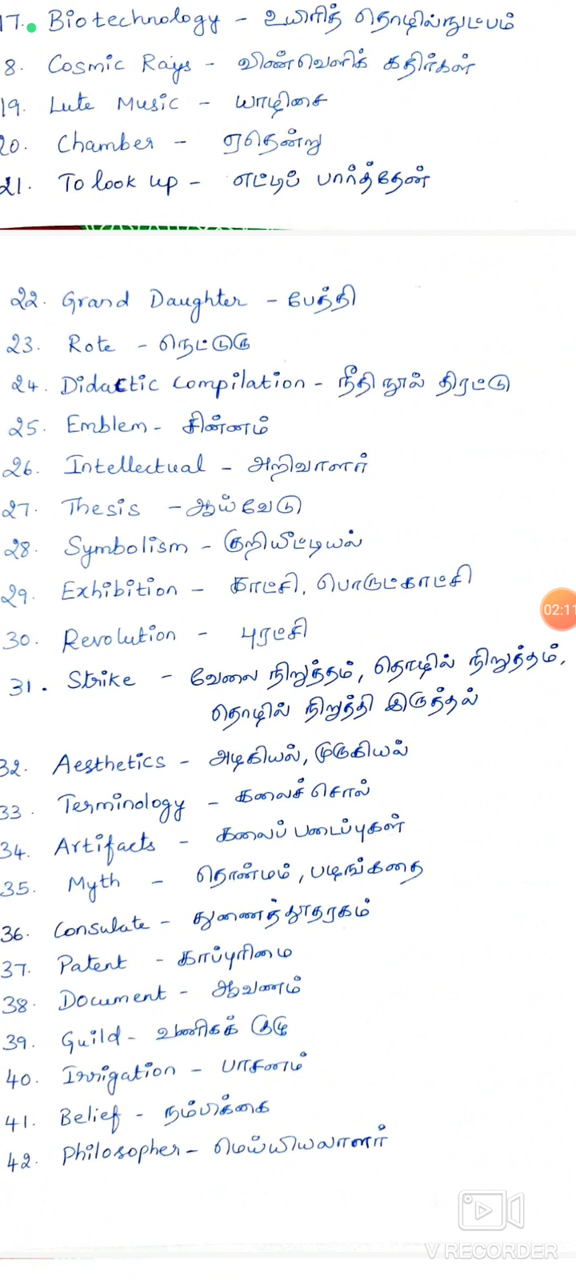 17. Biotechnology - உயிரித் தொழில்நுட்பம்
18. Cosmic Rays - விண்வெளிக் கதிர்கள்
19. Lute Music - யாழிசை
20. Chamber -
21. To look up - எட்டிப் பார்த்தேன்
22. Grand Daughter - பேத்தி
23. Rote - நெட்டுரு
24. Didactic Compilation - நீதி நூல் திரட்டு
25. Emblem - சின்னம்
26. Intellectual - அறிவாளர்
27. Thesis - ஆய்வேடு
28. Symbolism - குறியீட்டியல்
29. Exhibition - காட்சி, பொருட்காட்சி
30. Revolution - புரட்சி
31. Strike - வேலை நிறுத்தம், தொழில் நிறுத்தம்,
தொழில் நிறுத்தி இருத்தல்
32. Aesthetics - அழகியல், முருகியல்
33. Terminology - கலைச்சொல்
34. Artifacts - கலைப் படைப்புகள்
35. Myth - தொன்மம்,
36. Consulate - துணைத்தூதரகம்
37. Patent - காப்புரிமை
38. Document - ஆவணம்
39. Guild - வணிகக் குழு
40. Irrigation - பாசனம்
41. Belief - நம்பிக்கை
42. Philosopher - மெய்யியலாளர்
02:11
V RECORDER